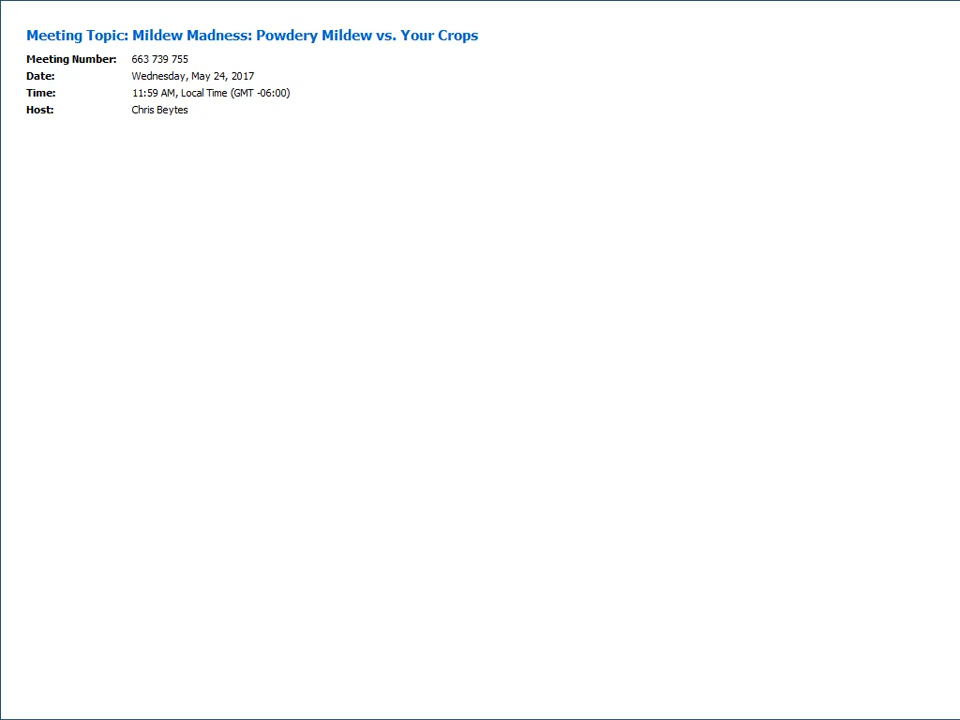 Meeting Topic: Mildew Madness: Powdery Mildew vs. Your Crops
Meeting Number: 663 739 755
Date: Wednesday, May 24, 2017
Time: 11:59 AM, Local Time (GMT -06:00)
Host: Chris Beytes